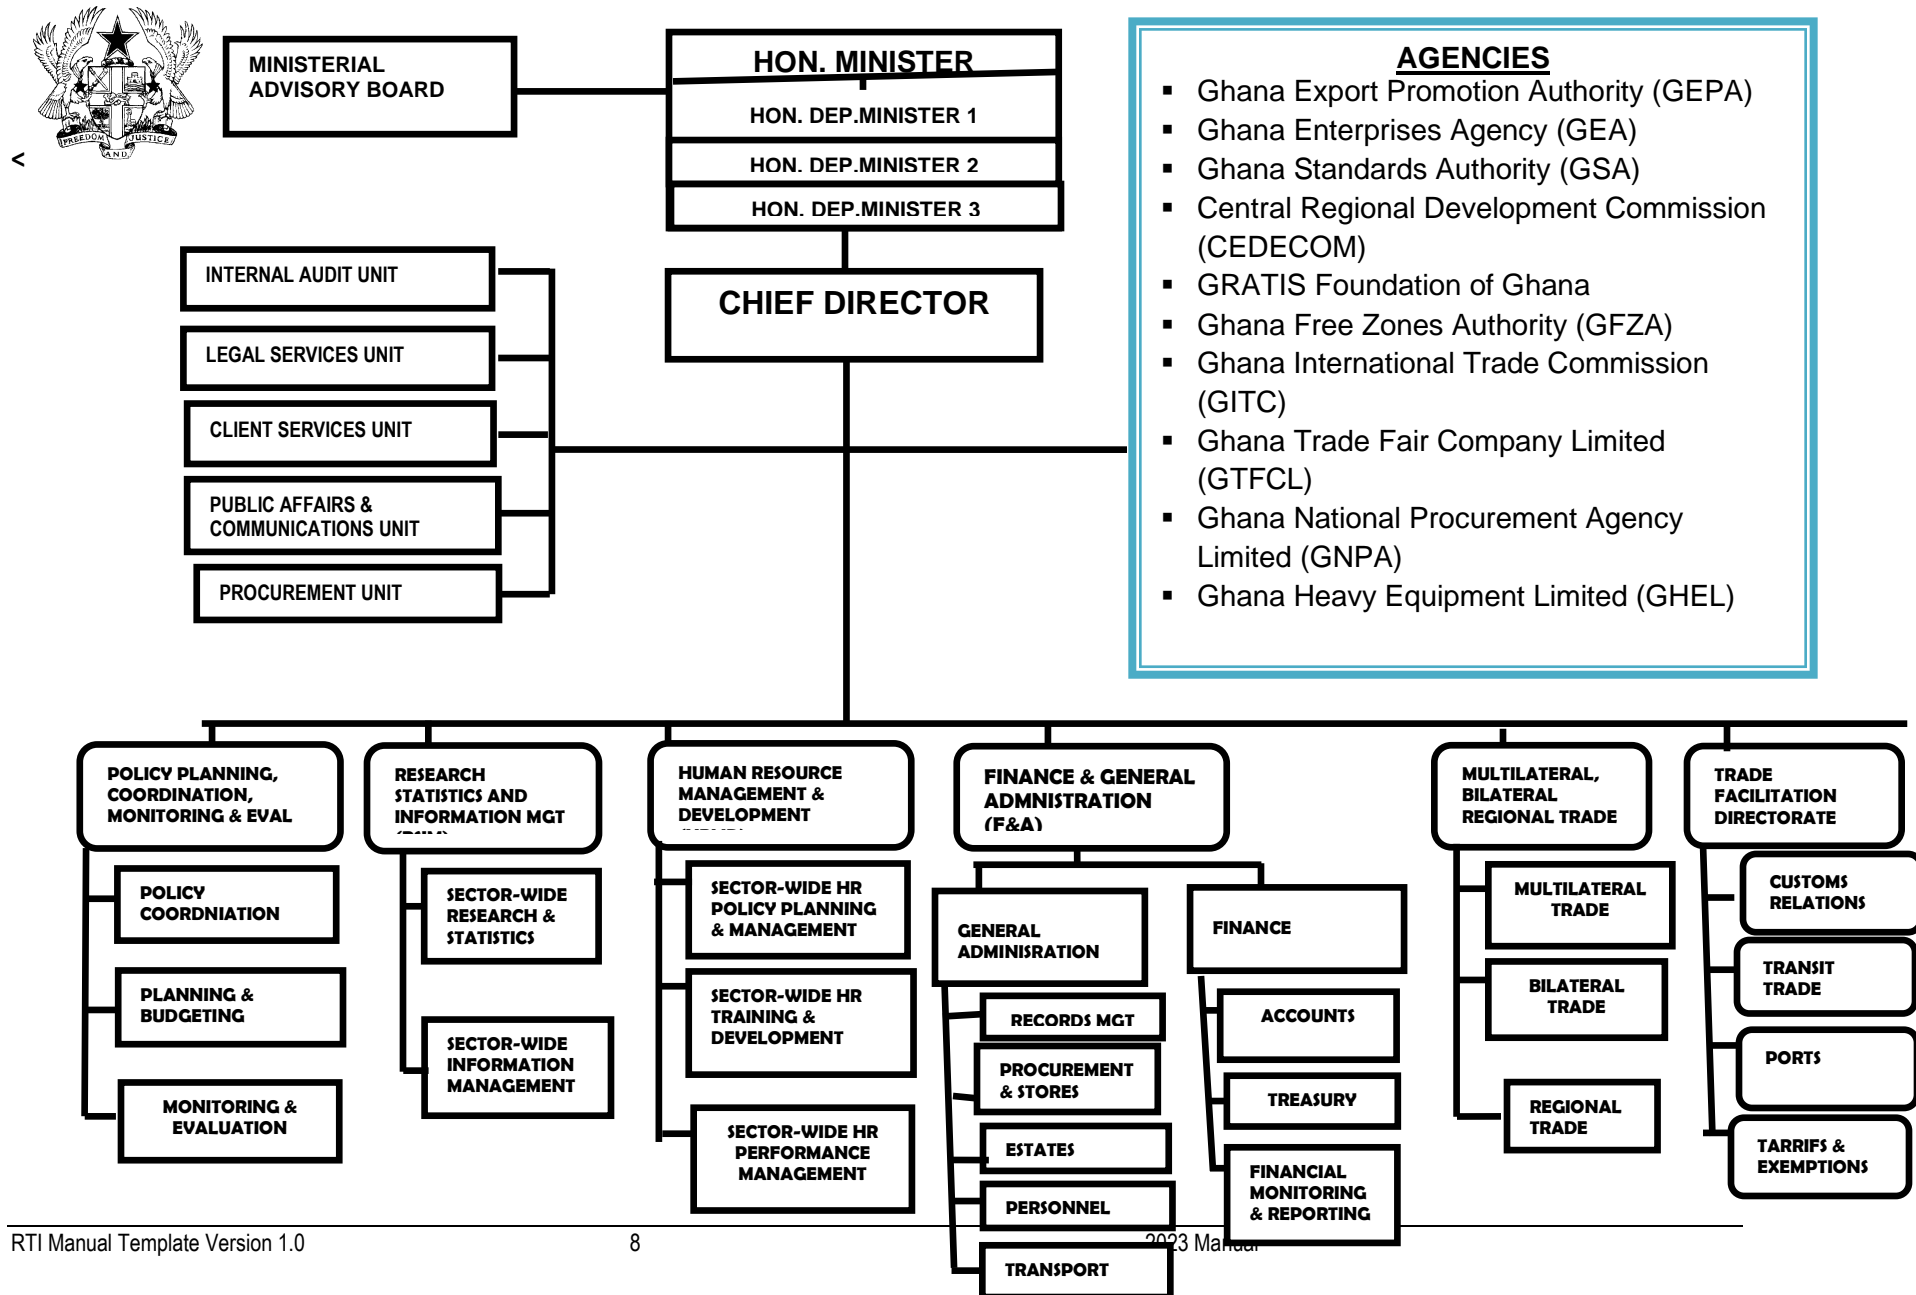 FREEDOM AND JUSTICE
<
MINISTERIAL
ADVISORY BOARD
HON. MINISTER
HON. DEP.MINISTER 1
HON. DEP.MINISTER 2
HON. DEP.MINISTER 3
CHIEF DIRECTOR
AGENCIES
▪ Ghana Export Promotion Authority (GEPA)
▪ Ghana Enterprises Agency (GEA)
▪ Ghana Standards Authority (GSA)
▪ Central Regional Development Commission
(CEDECOM)
▪ GRATIS Foundation of Ghana
▪ Ghana Free Zones Authority (GFZA)
▪ Ghana International Trade Commission
(GITC)
▪ Ghana Trade Fair Company Limited
(GTFCL)
▪ Ghana National Procurement Agency
Limited (GNPA)
▪ Ghana Heavy Equipment Limited (GHEL)
INTERNAL AUDIT UNIT
LEGAL SERVICES UNIT
CLIENT SERVICES UNIT
PUBLIC AFFAIRS &
COMMUNICATIONS UNIT
PROCUREMENT UNIT
POLICY PLANNING,
COORDINATION,
MONITORING & EVAL
POLICY
COORDNIATION
PLANNING &
BUDGETING
MONITORING &
EVALUATION
RESEARCH
STATISTICS AND
INFORMATION MGT
SECTOR-WIDE
RESEARCH &
STATISTICS
SECTOR-WIDE
INFORMATION
MANAGEMENT
HUMAN RESOURCE
MANAGEMENT &
DEVELOPMENT
SECTOR-WIDE HR
POLICY PLANNING
& MANAGEMENT
SECTOR-WIDE HR
TRAINING &
DEVELOPMENT
SECTOR-WIDE HR
PERFORMANCE
MANAGEMENT
FINANCE & GENERAL
ADMNISTRATION
(F&A)
GENERAL
ADMINISRATION
RECORDS MGT
PROCUREMENT
& STORES
ESTATES
PERSONNEL
TRANSPORT
FINANCE
ACCOUNTS
TREASURY
FINANCIAL
MONITORING
& REPORTING
MULTILATERAL,
BILATERAL
REGIONAL TRADE
MULTILATERAL
TRADE
BILATERAL
TRADE
REGIONAL
TRADE
TRADE
FACILITATION
DIRECTORATE
CUSTOMS
RELATIONS
TRANSIT
TRADE
PORTS
TARRIFS &
EXEMPTIONS
RTI Manual Template Version 1.0
8
2023 Manual